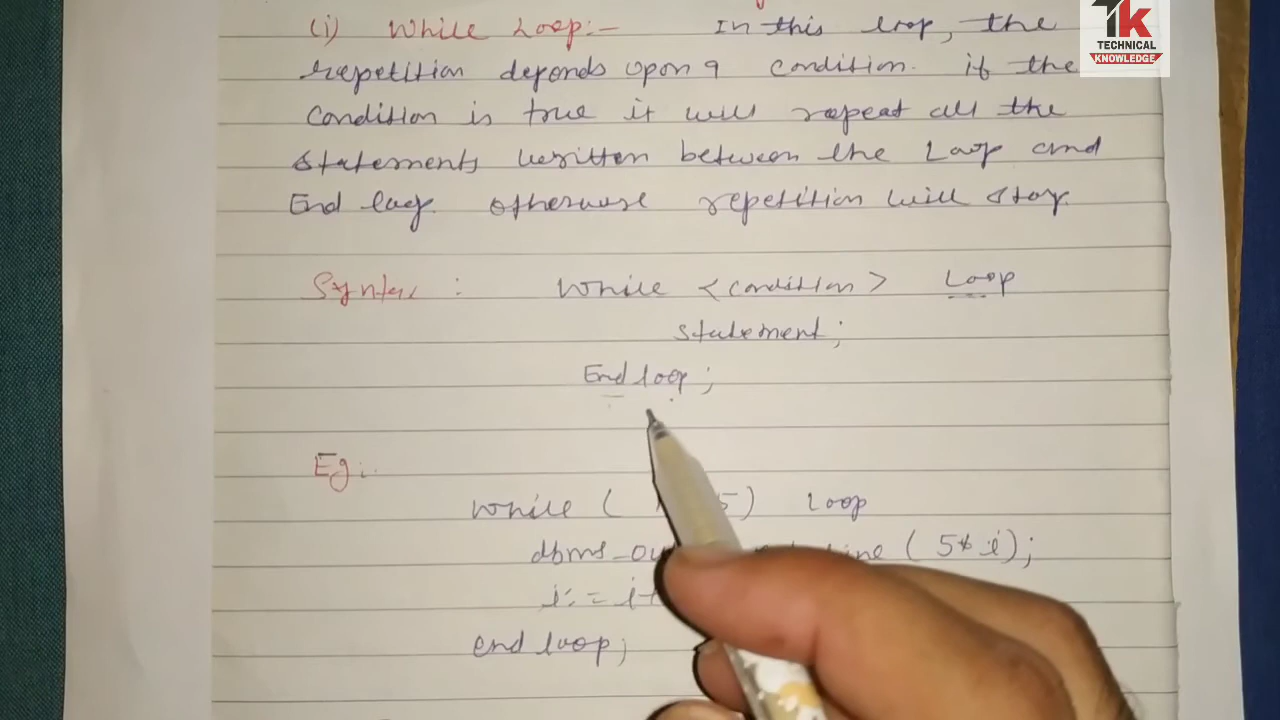 (i) While Loop:- In this loop, the
repetition depends upon a condition. if the
condition is true it will repeat all the
statements written between the Loop and
End loop. otherwise repetition will stop.
Syntax : While <condition> Loop
statement;
End loop;
Eg:-
While ( 5) Loop
(5* i);
i:= i+
end loop;
TK
TECHNICAL
KNOWLEDGE